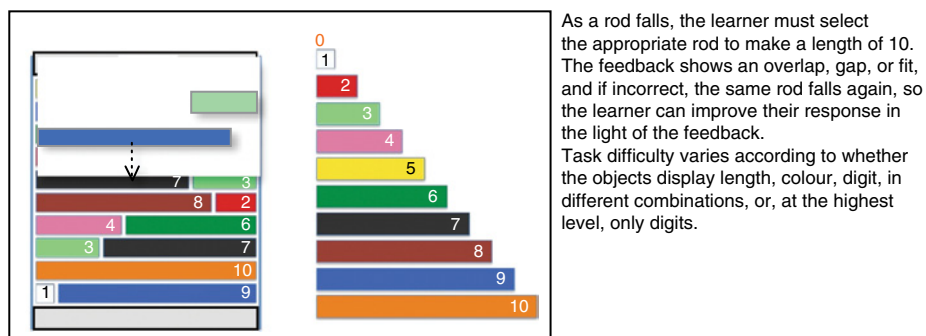 0
1
2
3
4
5
6
7
8
9
10
7 3
8 2
4 6
3 7
10
1 9
As a rod falls, the learner must select
the appropriate rod to make a length of 10.
The feedback shows an overlap, gap, or fit,
and if incorrect, the same rod falls again, so
the learner can improve their response in
the light of the feedback.
Task difficulty varies according to whether
the objects display length, colour, digit, in
different combinations, or, at the highest
level, only digits.